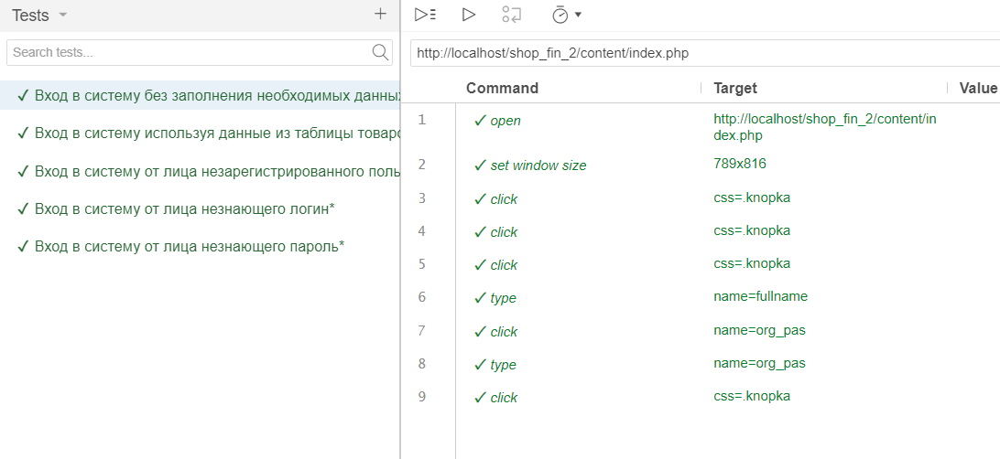 Tests
Search tests...
✓ Вход в систему без заполнения необходимых данных
✓ Вход в систему используя данные из таблицы товаро
✓ Вход в систему от лица незарегистрированного поль
✓ Вход в систему от лица незнающего логин*
✓ Вход в систему от лица незнающего пароль*
http://localhost/shop_fin_2/content/index.php
Command Target Value
1 ✓ open http://localhost/shop_fin_2/content/in
dex.php
2 ✓ set window size 789x816
3 ✓ click css=.knopka
4 ✓ click css=.knopka
5 ✓ click css=.knopka
6 ✓ type name=fullname
7 ✓ click name=org_pas
8 ✓ type name=org_pas
9 ✓ click css=.knopka